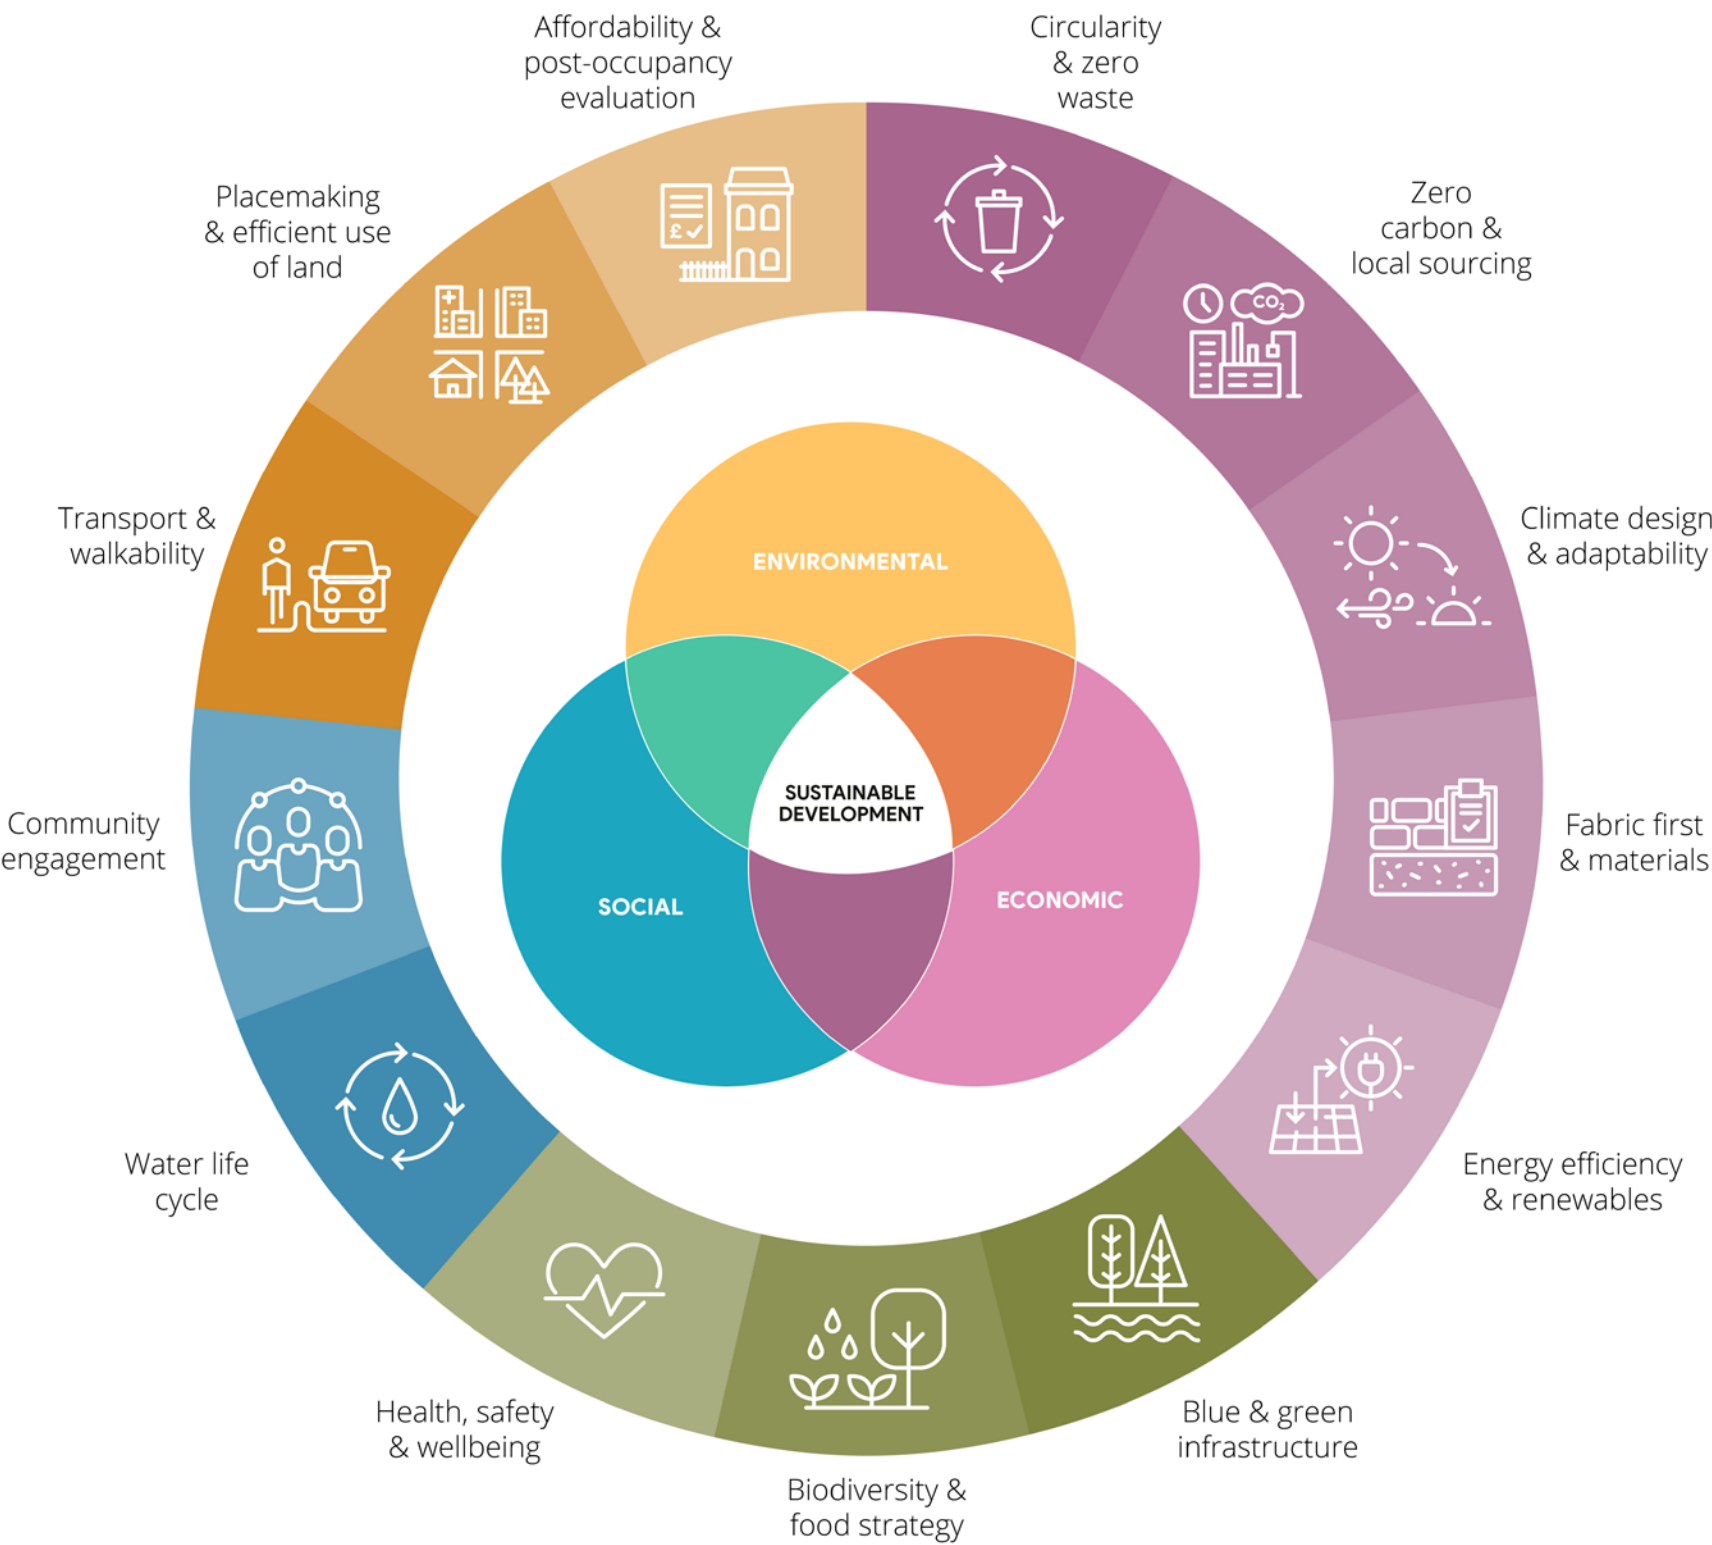 Affordability &
post-occupancy
evaluation
Circularity
& zero
waste
Zero
carbon &
local sourcing
Climate design
& adaptability
Fabric first
& materials
Energy efficiency
& renewables
Blue & green
infrastructure
Biodiversity &
food strategy
Health, safety
& wellbeing
Water life
cycle
Community
engagement
Transport &
walkability
Placemaking
& efficient use
of land
£
CO₂
ENVIRONMENTAL
SUSTAINABLE
DEVELOPMENT
SOCIAL
ECONOMIC